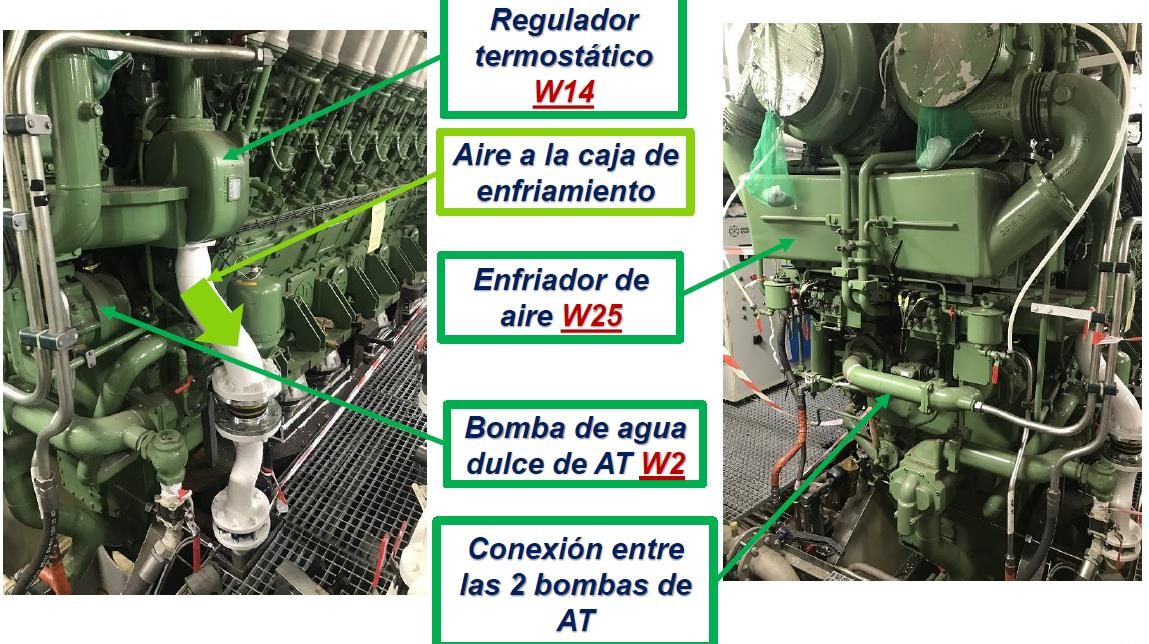 Regulador
termostático
W14
Aire a la caja de
enfriamiento
Enfriador de
aire W25
Bomba de agua
dulce de AT W2
Conexión entre
las 2 bombas de
AT